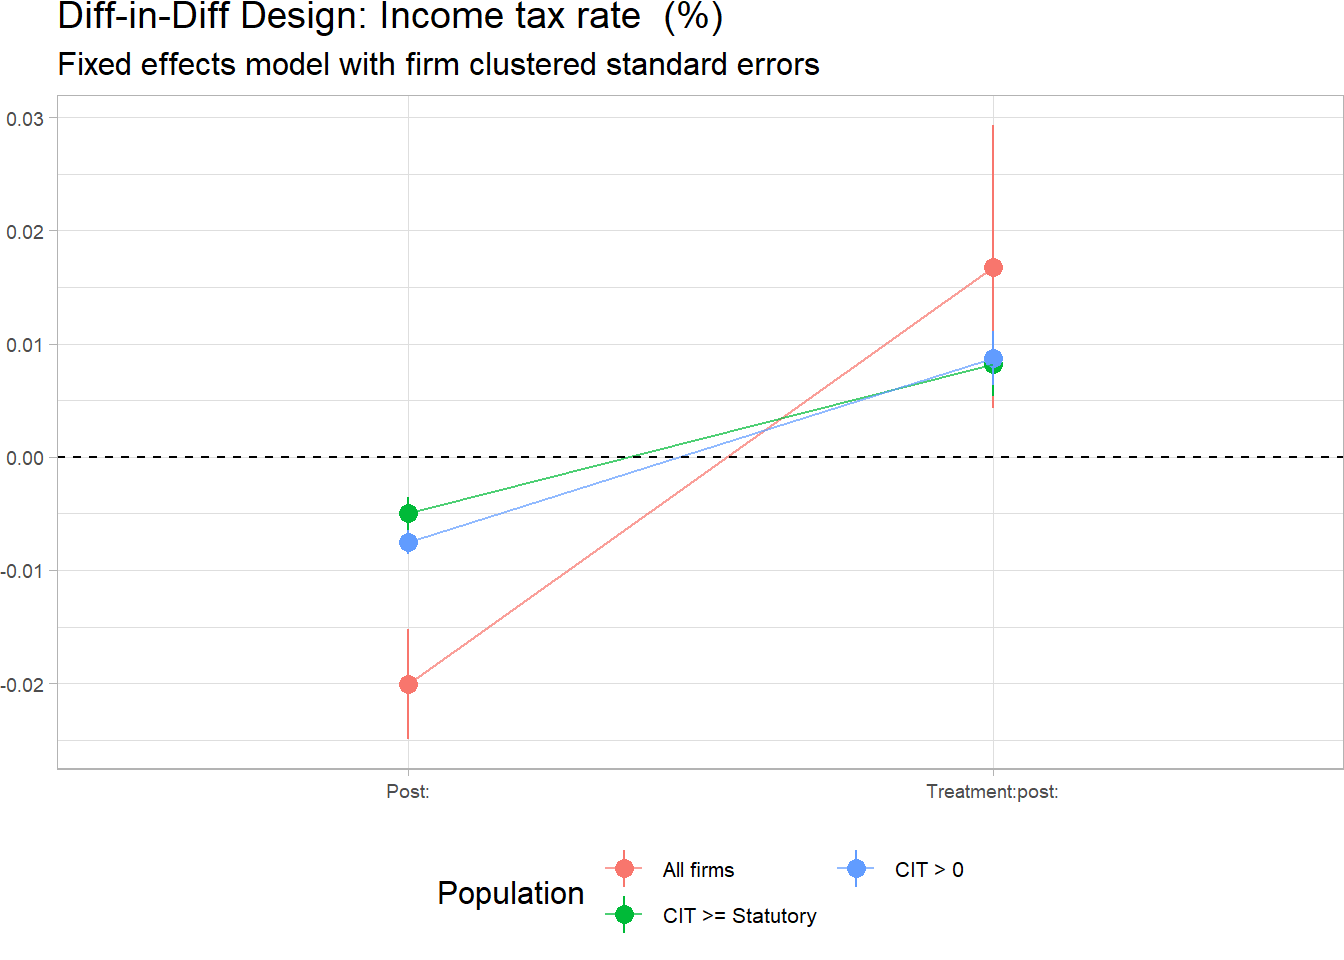 Diff-in-Diff Design: Income tax rate  (%)
Fixed effects model with firm clustered standard errors
0.03
0.02
0.01
0.00
-0.01
-0.02
Post:
Treatment:post:
Population
All firms
CIT > 0
CIT >= Statutory